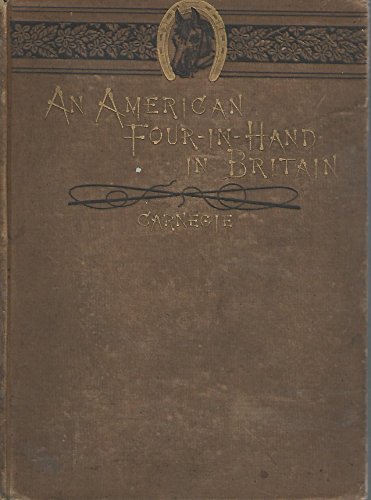 AN AMERICAN
FOUR-IN-HAND
IN BRITAIN
CARNEGIE